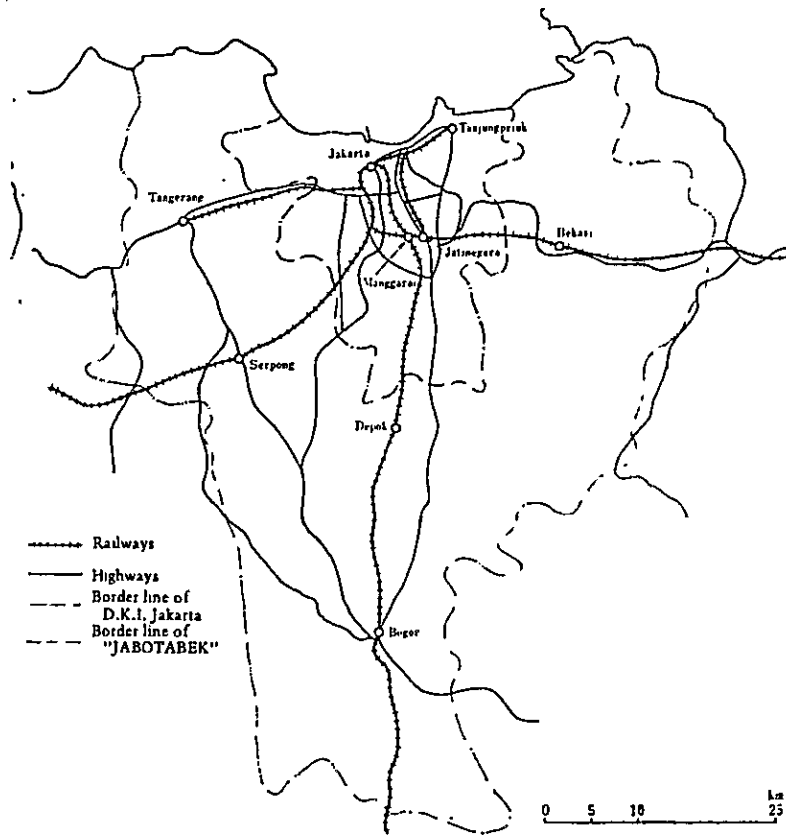 Tanjungpriuk
Jakarta
Tangerang
Bekasi
Jatinegara
Manggarai
Serpong
Depok
Railways
Highways
Border line of
D.K.I, Jakarta
Border line of
"JABOTABEK"
Bogor
km
0 5 10 25